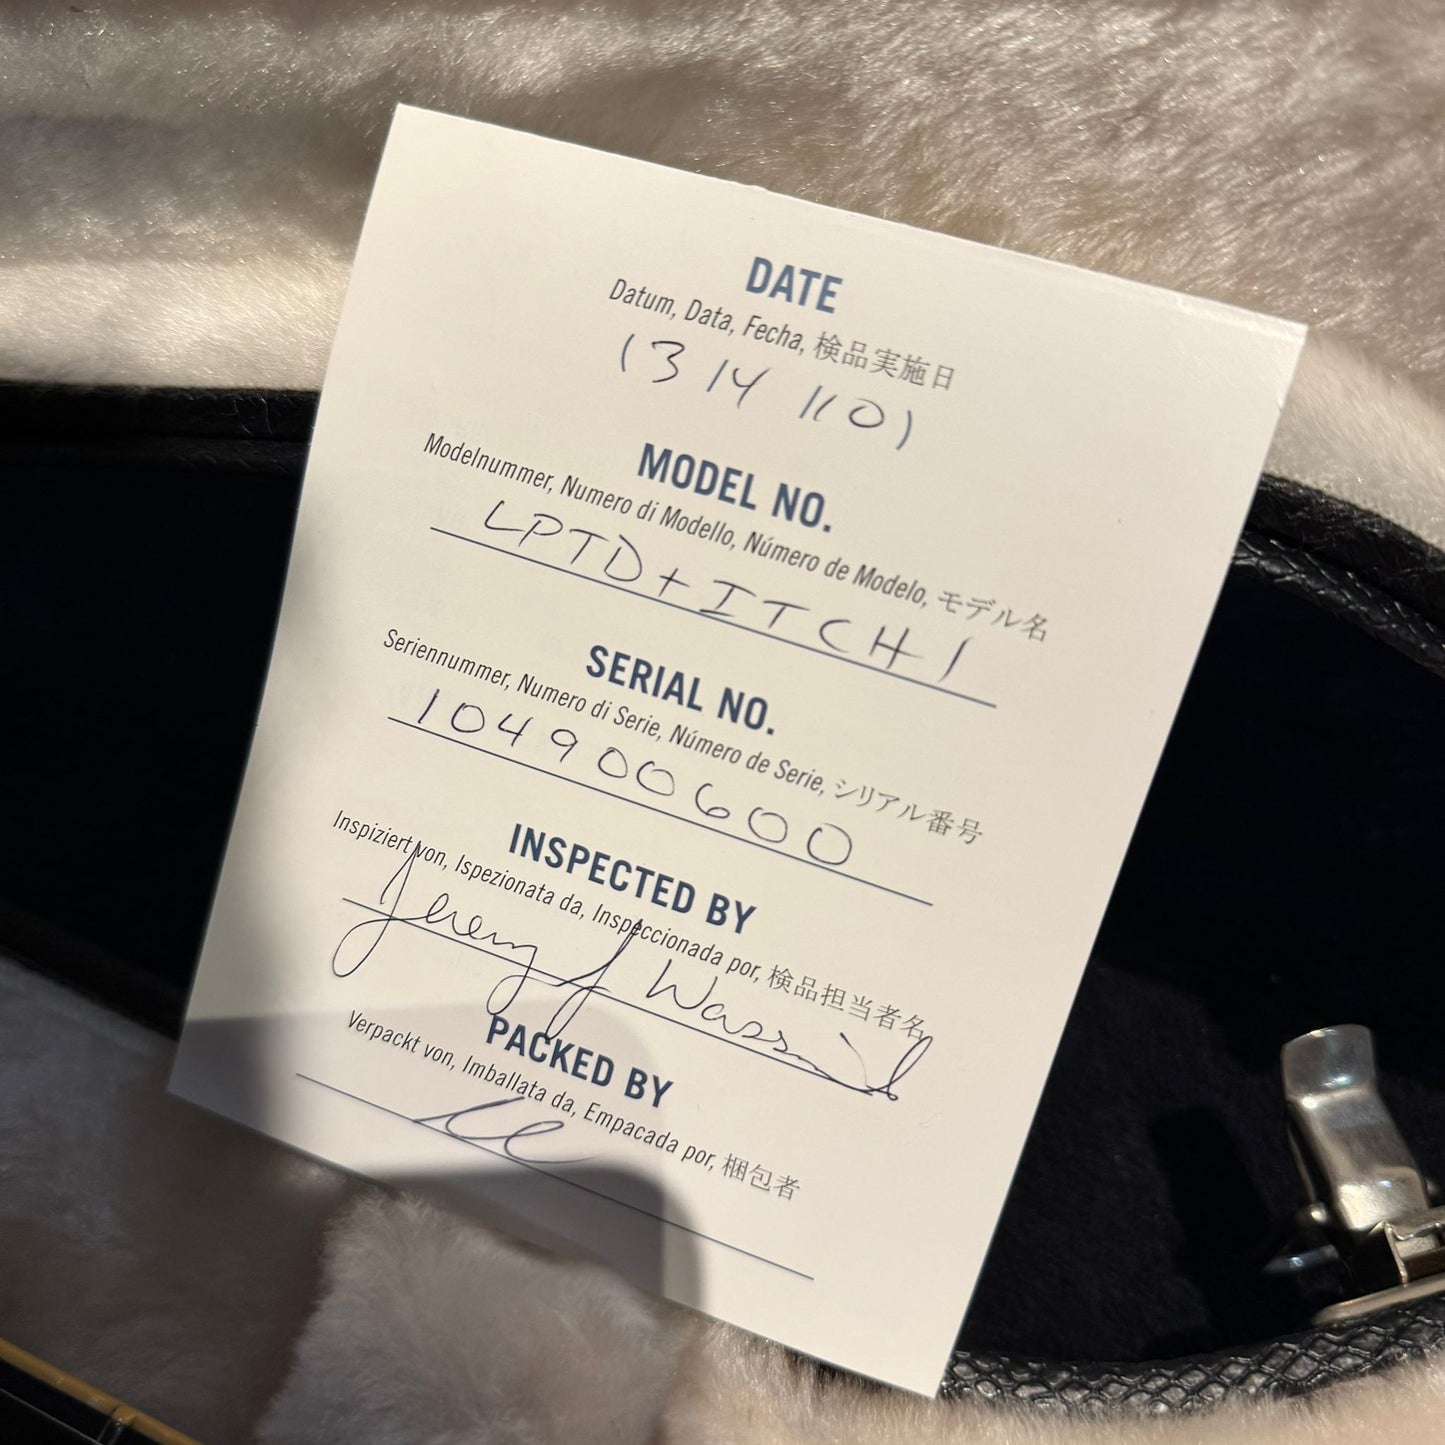 DATE
Datum, Data, Fecha, 検品実施日
MODEL NO.
Modelnummer, Numero di Modello, Número de Modelo, モデル名
LPTD+ITCH1
SERIAL NO.
Seriennummer, Numero di Serie, Número de Serie, シリアル番号
104900600
INSPECTED BY
Inspiziert von, Ispezionata da, Inspeccionada por, 検品担当者名
Jeremy
PACKED BY
Verpackt von, Imballata da, Empacada por, 梱包者